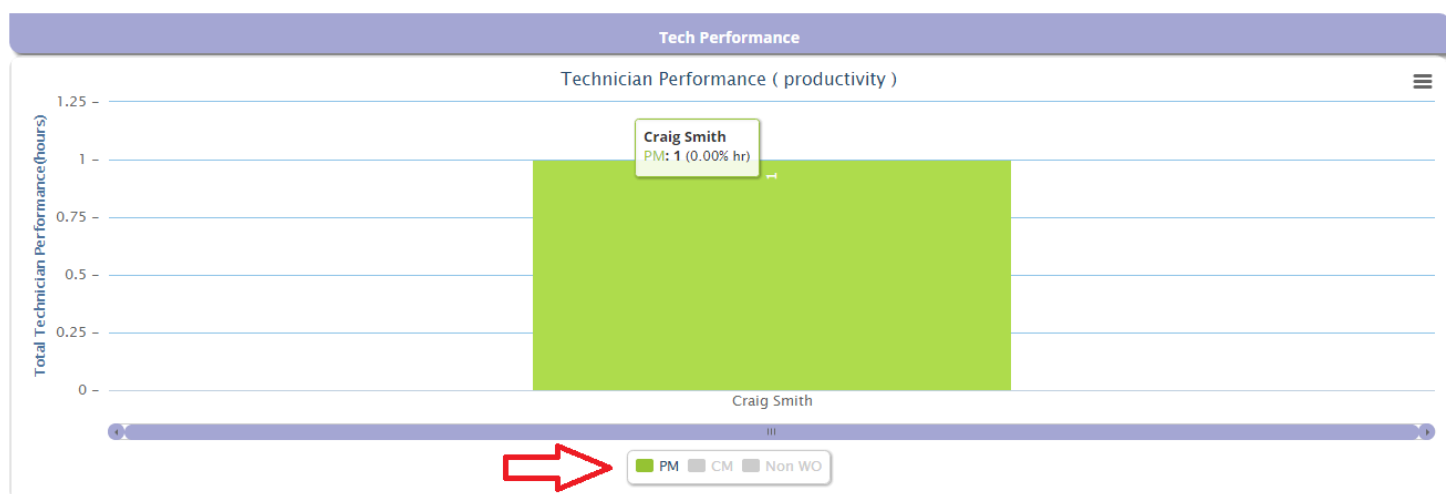 Tech Performance
Technician Performance ( productivity )
Total Technician Performance(hours)
1.25
1
0.75
0.5
0.25
0
Craig Smith
PM: 1 (0.00% hr)
1
Craig Smith
PM CM Non WO